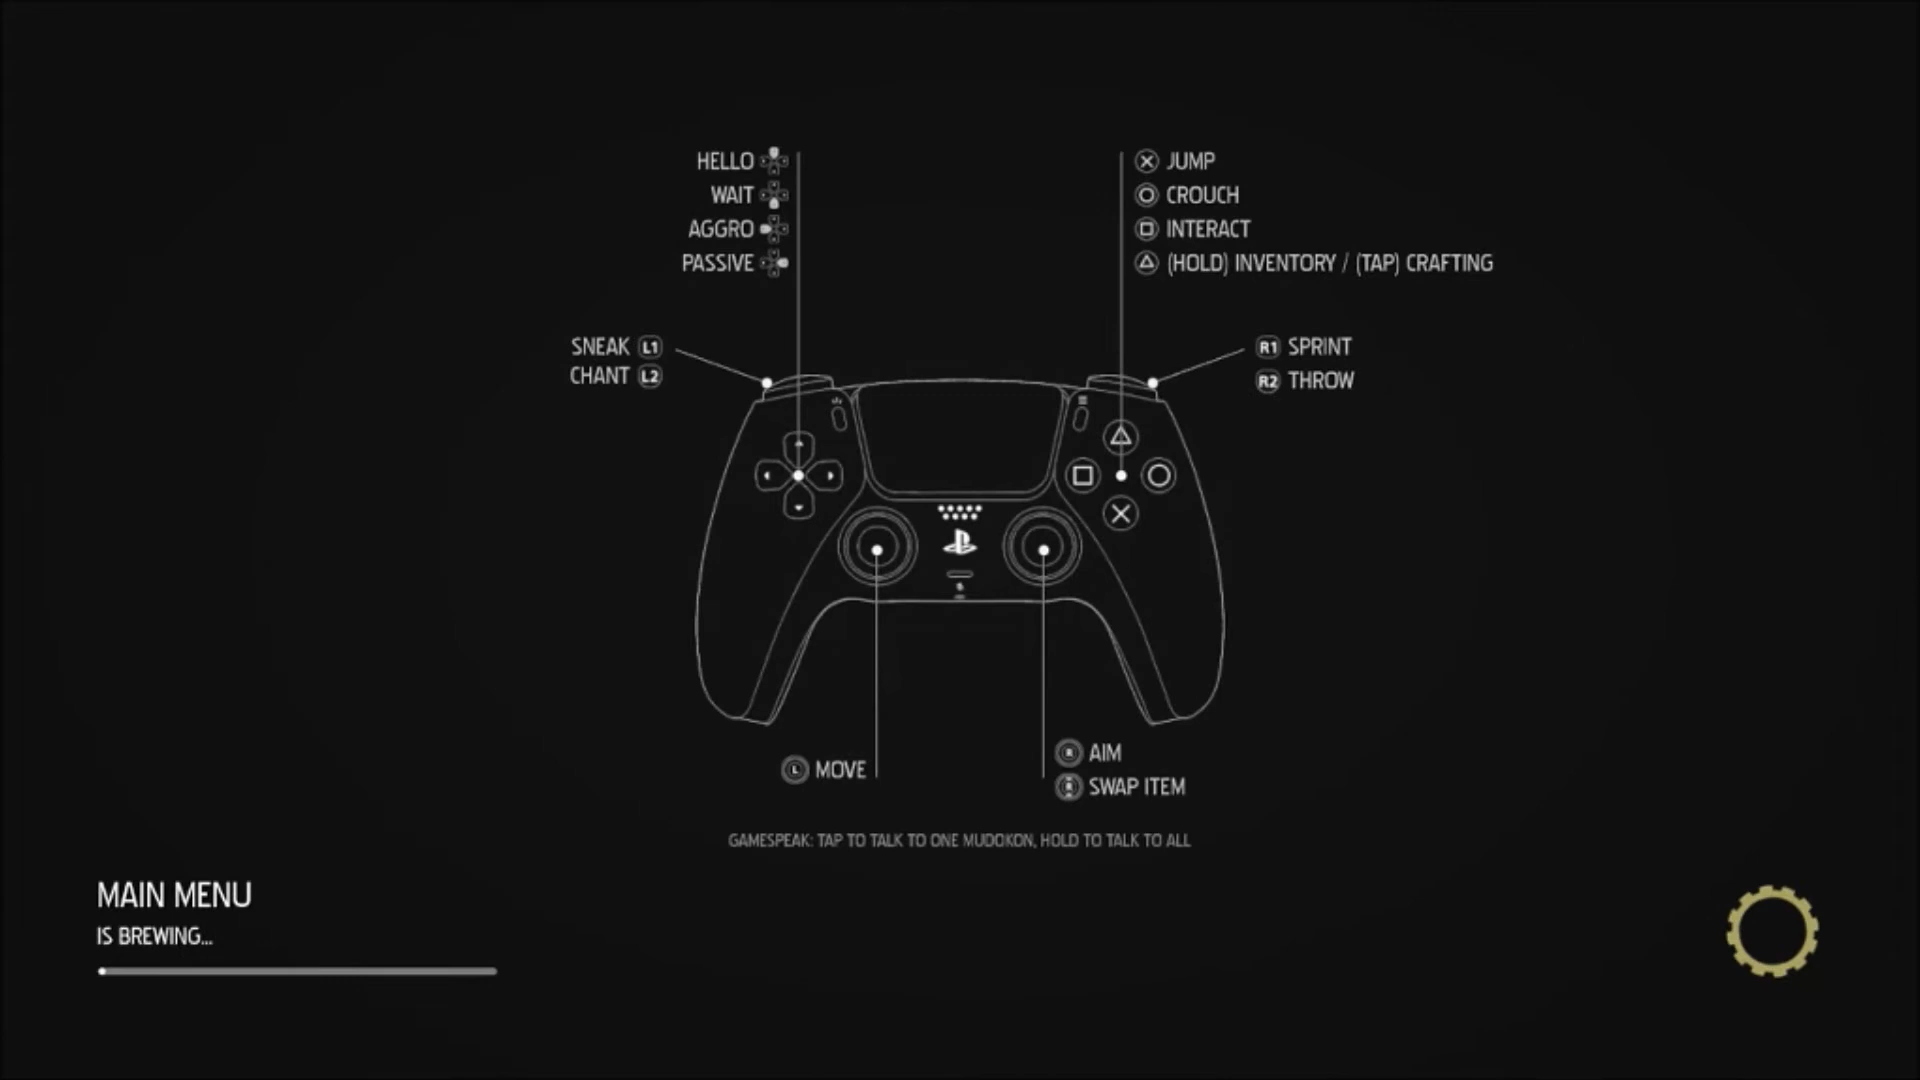 HELLO
WAIT
AGGRO
PASSIVE
JUMP
CROUCH
INTERACT
(HOLD) INVENTORY / (TAP) CRAFTING
SNEAK L1
CHANT L2
R1 SPRINT
R2 THROW
L MOVE
R AIM
R SWAP ITEM
GAMESPEAK: TAP TO TALK TO ONE MUDOKON, HOLD TO TALK TO ALL
MAIN MENU
IS BREWING...